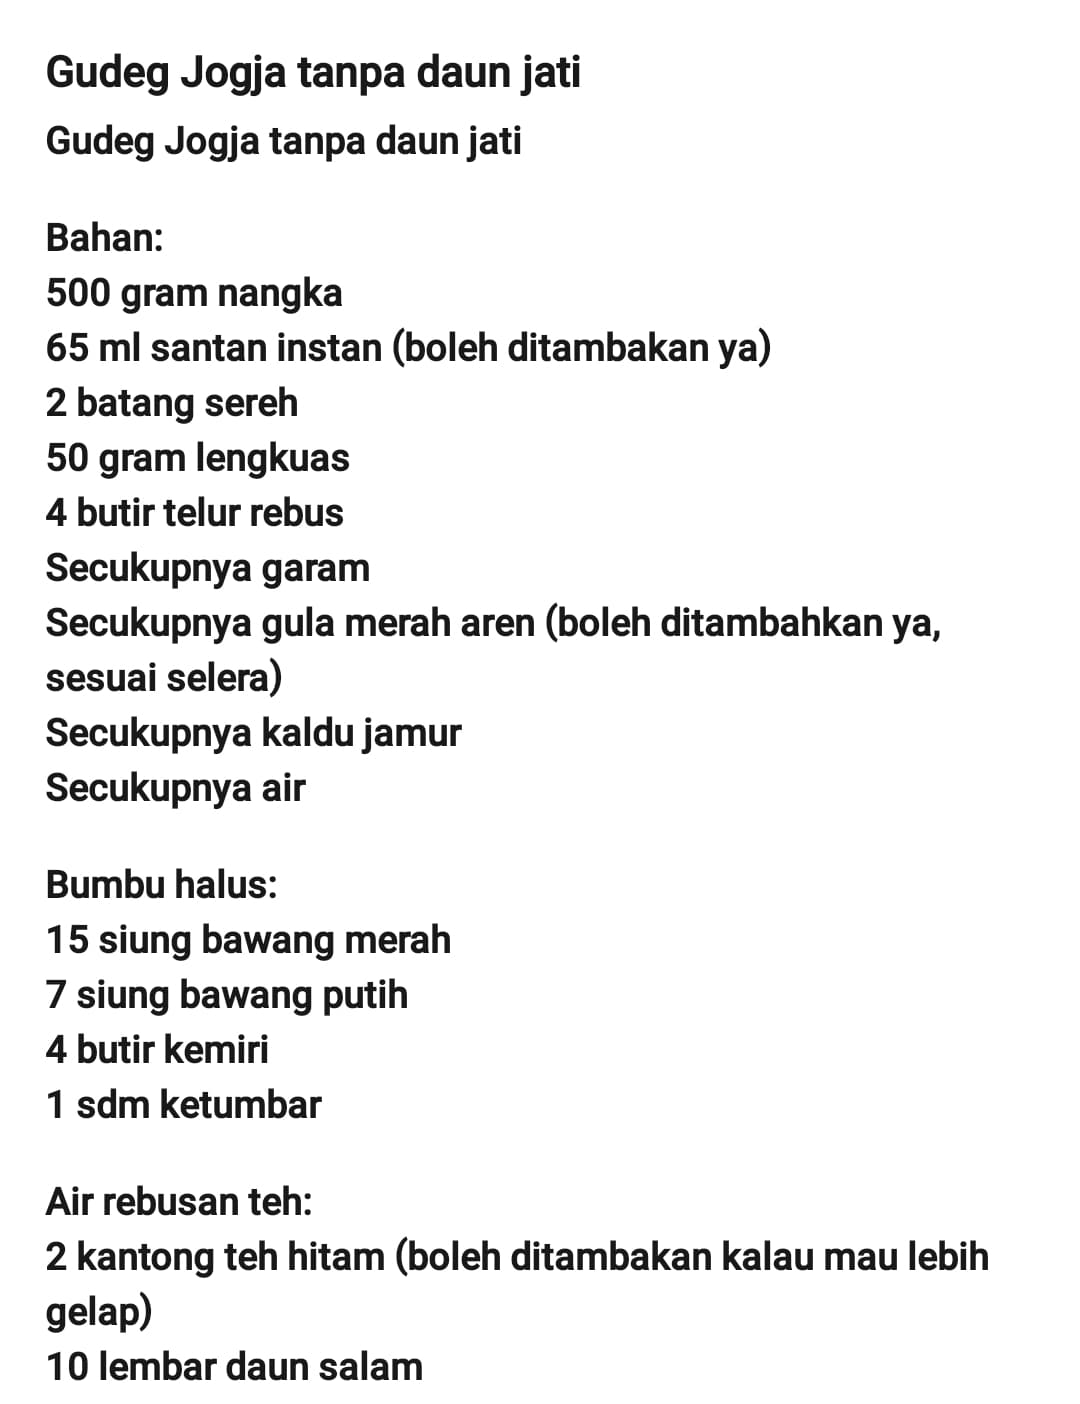 Gudeg Jogja tanpa daun jati
Gudeg Jogja tanpa daun jati
Bahan:
500 gram nangka
65 ml santan instan (boleh ditambakan ya)
2 batang sereh
50 gram lengkuas
4 butir telur rebus
Secukupnya garam
Secukupnya gula merah aren (boleh ditambahkan ya,
sesuai selera)
Secukupnya kaldu jamur
Secukupnya air
Bumbu halus:
15 siung bawang merah
7 siung bawang putih
4 butir kemiri
1 sdm ketumbar
Air rebusan teh:
2 kantong teh hitam (boleh ditambakan kalau mau lebih
gelap)
10 lembar daun salam